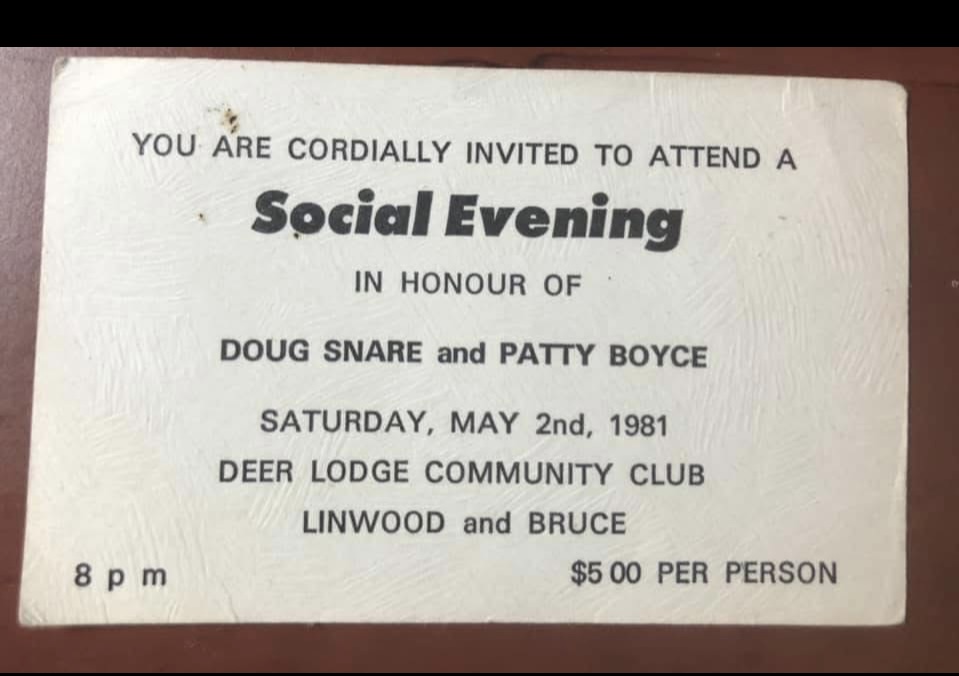 YOU ARE CORDIALLY INVITED TO ATTEND A
Social Evening
IN HONOUR OF
DOUG SNARE and PATTY BOYCE
SATURDAY, MAY 2nd, 1981
DEER LODGE COMMUNITY CLUB
LINWOOD and BRUCE
8 p m $5 00 PER PERSON